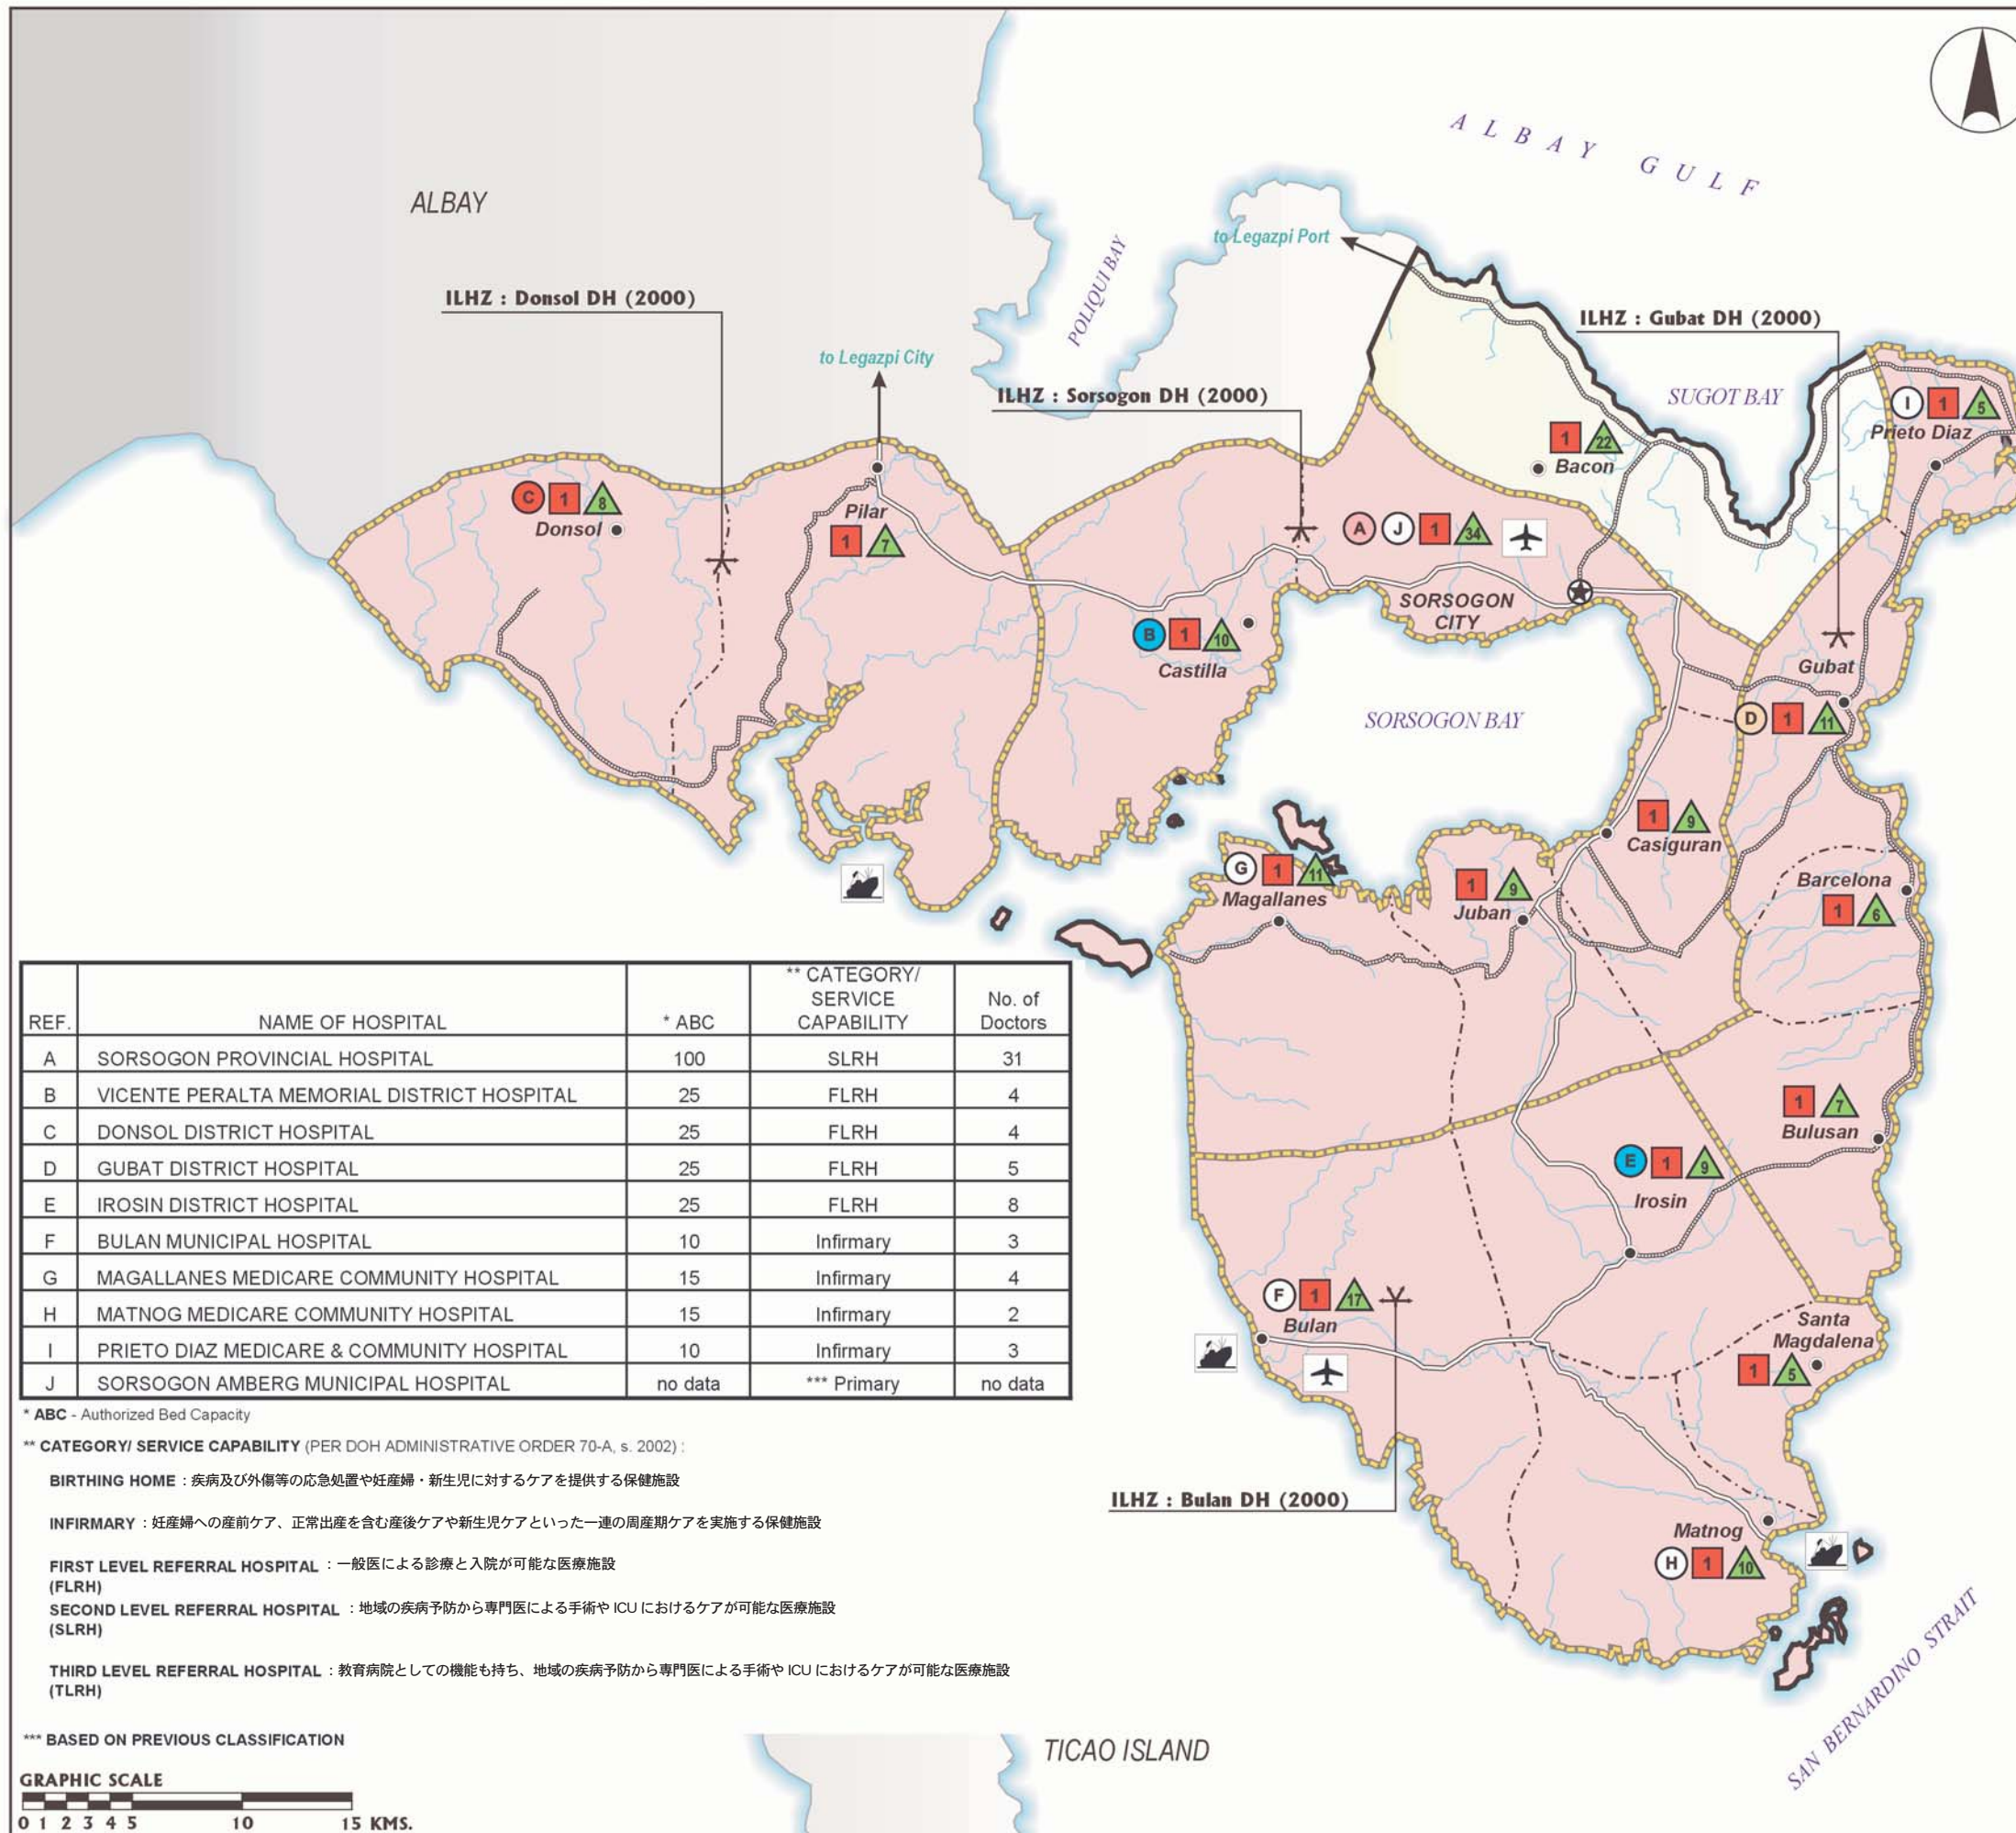 ALBAY GULF
ALBAY
to Legazpi Port
POLIQUI BAY
ILHZ : Donsol DH (2000)
ILHZ : Gubat DH (2000)
to Legazpi City
ILHZ : Sorsogon DH (2000)
SUGOT BAY
I 1 5
Prieto Diaz
1 22
Bacon
C 1 8
Donsol
Pilar
1 7
A J 1 34
SORSOGON
CITY
B 1 10
Castilla
Gubat
D 1 11
SORSOGON BAY
1 9
Casiguran
G 1 11
Magallanes
1 9
Juban
Barcelona
1 6
1 7
Bulusan
E 1 9
Irosin
F 1 17
Bulan
Santa
Magdalena
1 5
ILHZ : Bulan DH (2000)
Matnog
H 1 10
SAN BERNARDINO STRAIT
TICAO ISLAND
REF. NAME OF HOSPITAL * ABC ** CATEGORY/ SERVICE CAPABILITY No. of Doctors
A SORSOGON PROVINCIAL HOSPITAL 100 SLRH 31
B VICENTE PERALTA MEMORIAL DISTRICT HOSPITAL 25 FLRH 4
C DONSOL DISTRICT HOSPITAL 25 FLRH 4
D GUBAT DISTRICT HOSPITAL 25 FLRH 5
E IROSIN DISTRICT HOSPITAL 25 FLRH 8
F BULAN MUNICIPAL HOSPITAL 10 Infirmary 3
G MAGALLANES MEDICARE COMMUNITY HOSPITAL 15 Infirmary 4
H MATNOG MEDICARE COMMUNITY HOSPITAL 15 Infirmary 2
I PRIETO DIAZ MEDICARE & COMMUNITY HOSPITAL 10 Infirmary 3
J SORSOGON AMBERG MUNICIPAL HOSPITAL no data *** Primary no data
* ABC - Authorized Bed Capacity
** CATEGORY/ SERVICE CAPABILITY (PER DOH ADMINISTRATIVE ORDER 70-A, s. 2002) :
BIRTHING HOME : 疾病及び外傷等の応急処置や妊産婦・新生児に対するケアを提供する保健施設
INFIRMARY : 妊産婦への産前ケア、正常出産を含む産後ケアや新生児ケアといった一連の周産期ケアを実施する保健施設
FIRST LEVEL REFERRAL HOSPITAL : 一般医による診療と入院が可能な医療施設
(FLRH)
SECOND LEVEL REFERRAL HOSPITAL : 地域の疾病予防から専門医による手術や ICU におけるケアが可能な医療施設
(SLRH)
THIRD LEVEL REFERRAL HOSPITAL : 教育病院としての機能も持ち、地域の疾病予防から専門医による手術や ICU におけるケアが可能な医療施設
(TLRH)
*** BASED ON PREVIOUS CLASSIFICATION
GRAPHIC SCALE
0 1 2 3 4 5 10 15 KMS.